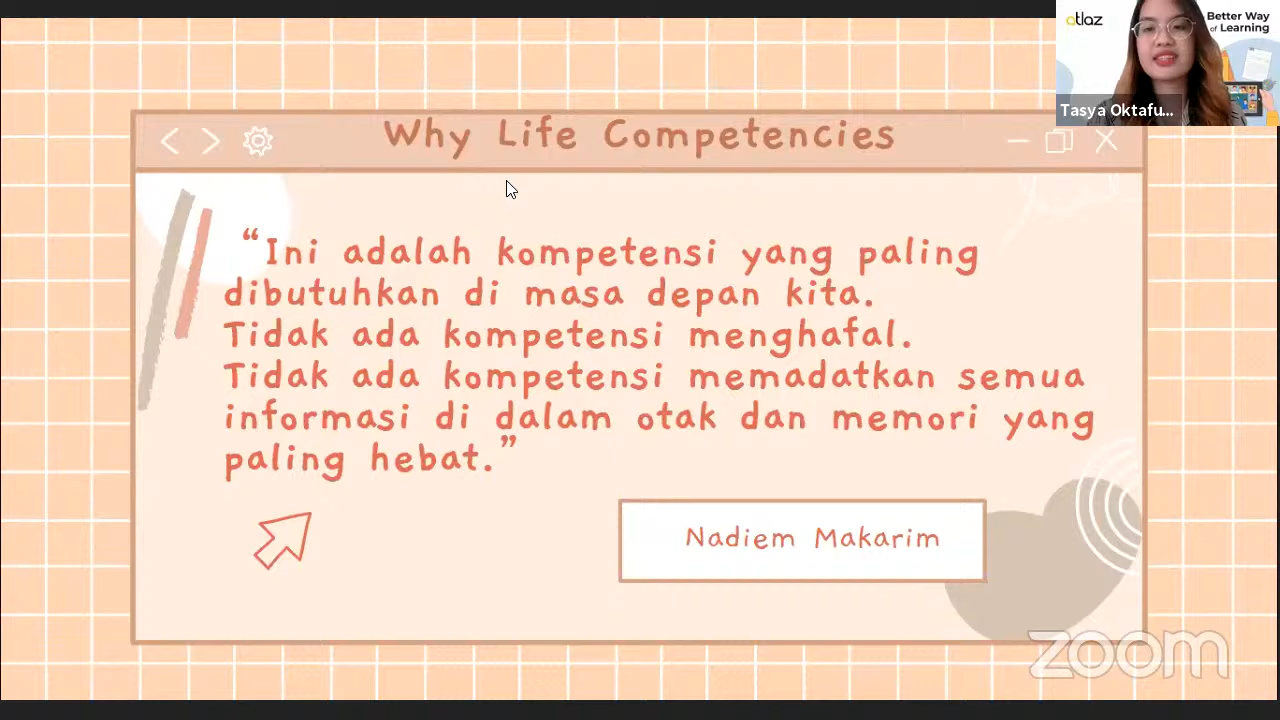 otlaz
Better Way
of Learning
Tasya Oktafu...
Why Life Competencies
“Ini adalah kompetensi yang paling
dibutuhkan di masa depan kita.
Tidak ada kompetensi menghafal.
Tidak ada kompetensi memadatkan semua
informasi di dalam otak dan memori yang
paling hebat.”
Nadiem Makarim
zoom